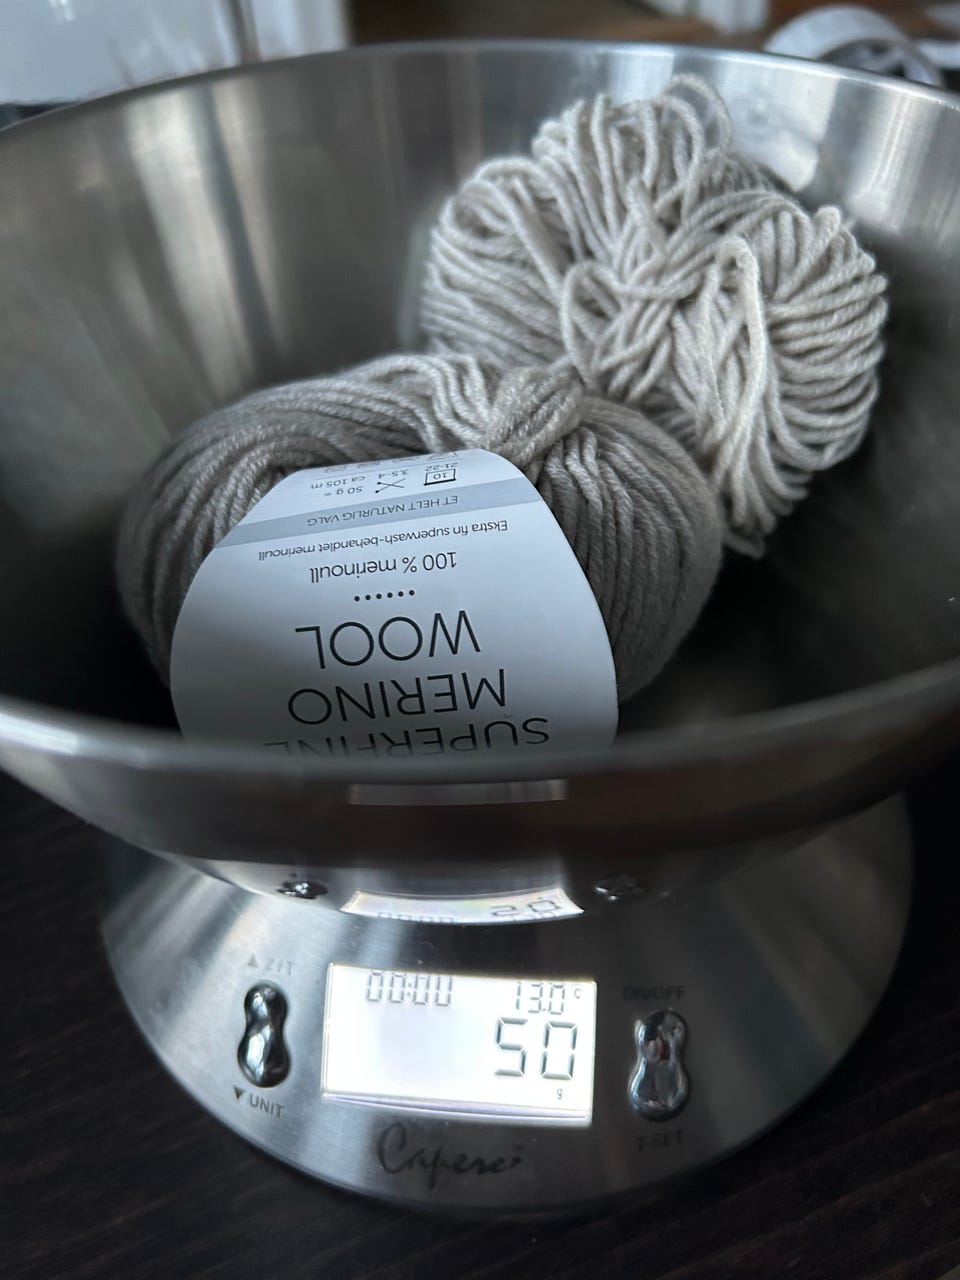 SUPERFINE
MERINO
WOOL
100 % merinoull
Ekstra fin superwash-behandlet merinoull
ET HELT NATURLIG VALG
50 g =
ca 105 m
3,5-4
10
21-22
00:00 13.0 °C
50
g
▲ Z/T
▼ UNIT
ON/OFF
T-SET